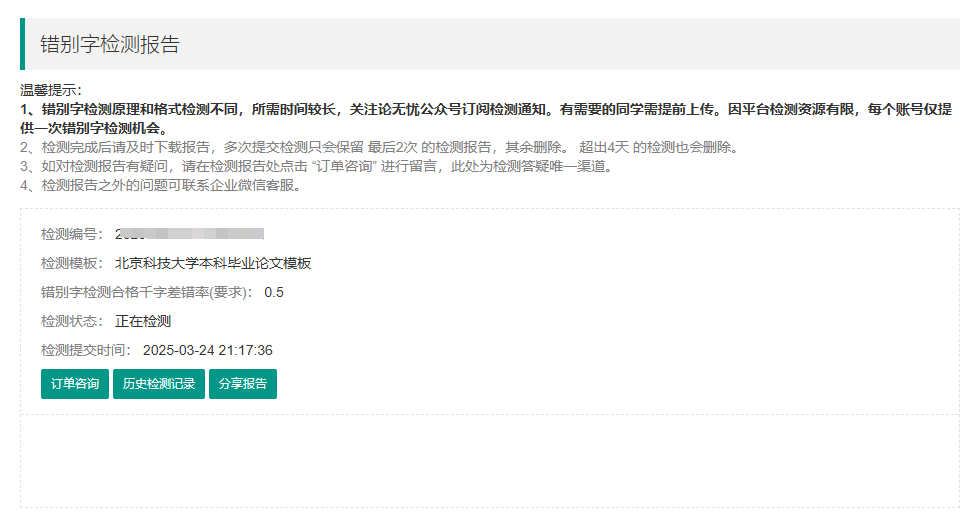 错别字检测报告
温馨提示：
1、错别字检测原理和格式检测不同，所需时间较长，关注论无忧公众号订阅检测通知。有需要的同学需提前上传。因平台检测资源有限，每个账号仅提
供一次错别字检测机会。
2、检测完成后请及时下载报告，多次提交检测只会保留 最后2次 的检测报告，其余删除。 超出4天 的检测也会删除。
3、如对检测报告有疑问，请在检测报告处点击 “订单咨询” 进行留言，此处为检测答疑唯一渠道。
4、检测报告之外的问题可联系企业微信客服。
检测编号：
检测模板： 北京科技大学本科毕业论文模板
错别字检测合格千字差错率(要求)： 0.5
检测状态： 正在检测
检测提交时间： 2025-03-24 21:17:36
订单咨询 历史检测记录 分享报告